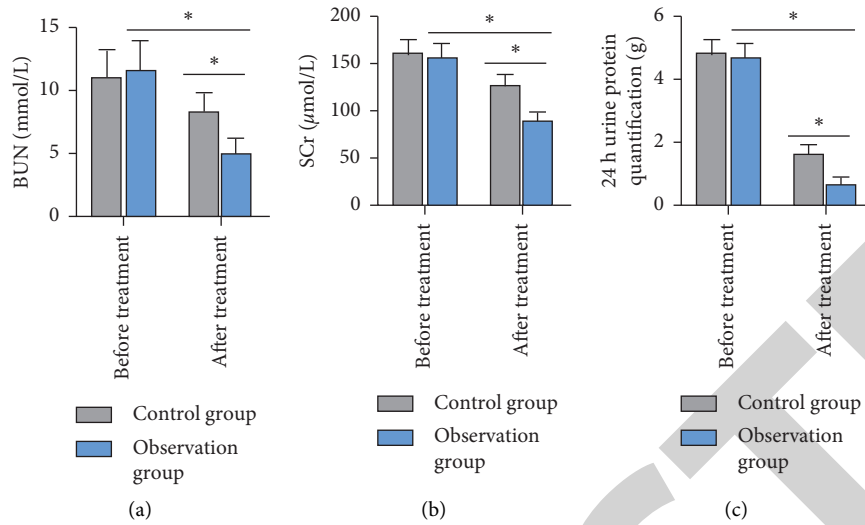 15
10
5
0
BUN (mmol/L)
*
*
Before treatment
After treatment
Control group
Observation
group
(a)
200
150
100
50
0
SCr (μmol/L)
*
*
Before treatment
After treatment
Control group
Observation
group
(b)
6
4
2
0
24 h urine protein
quantification (g)
*
*
Before treatment
After treatment
Control group
Observation
group
(c)